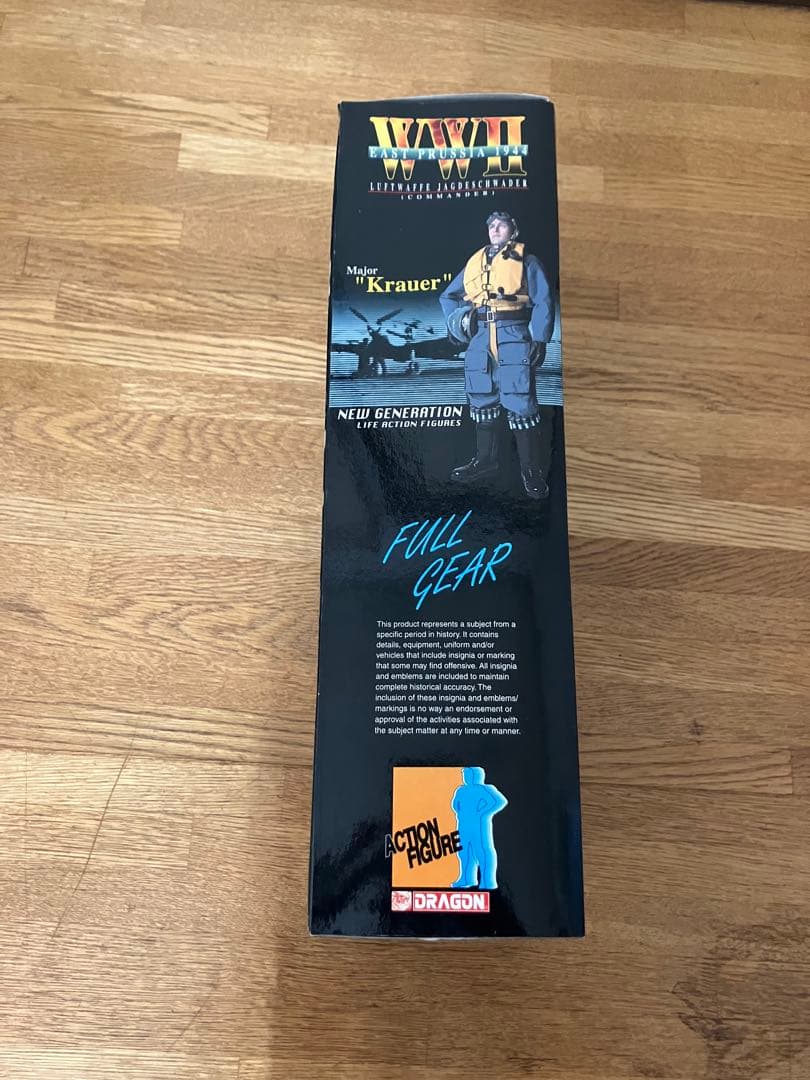 WWII
EAST PRUSSIA 1944
LUFTWAFFE JAGDESCHWADER
(COMMANDER)
Major
"Krauer"
NEW GENERATION
LIFE ACTION FIGURES
FULL
GEAR
This product represents a subject from a
specific period in history. It contains
details, equipment, uniform and/or
vehicles that include insignia or marking
that some may find offensive. All insignia
and emblems are included to maintain
complete historical accuracy. The
inclusion of these insignia and emblems/
markings is no way an endorsement or
approval of the activities associated with
the subject matter at any time or manner.
ACTION
FIGURE
DRAGON